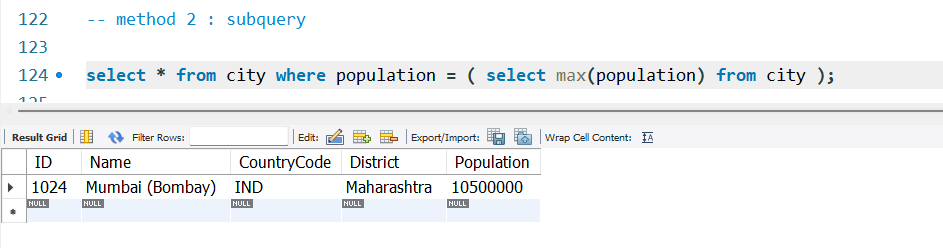 122 -- method 2 : subquery
123
124 select * from city where population = ( select max(population) from city );
Result Grid Filter Rows: Edit: Export/Import: Wrap Cell Content: IA
ID Name CountryCode District Population
1024 Mumbai (Bombay) IND Maharashtra 10500000
NULL NULL NULL NULL NULL